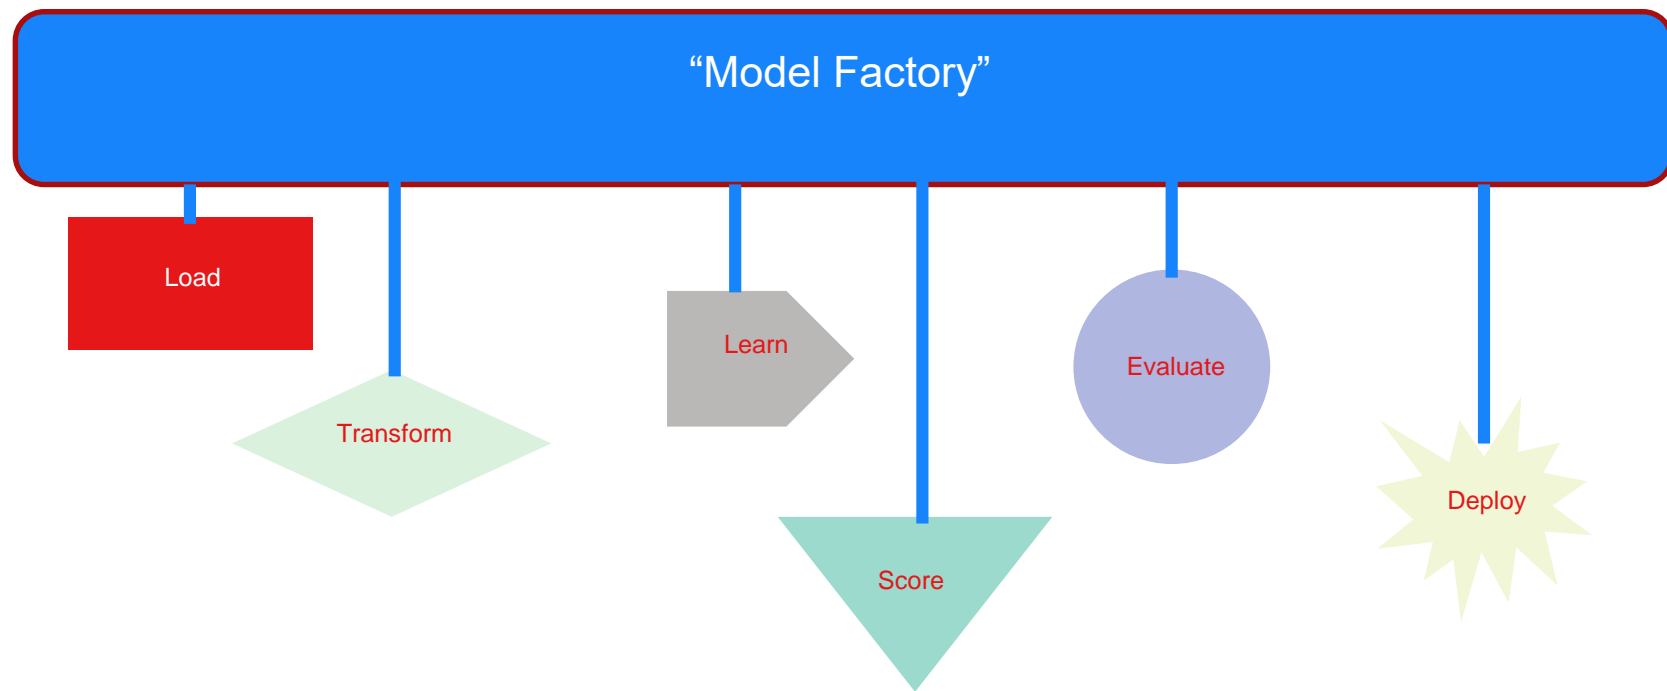 “Model Factory”
Load
Transform
Learn
Score
Evaluate
Deploy